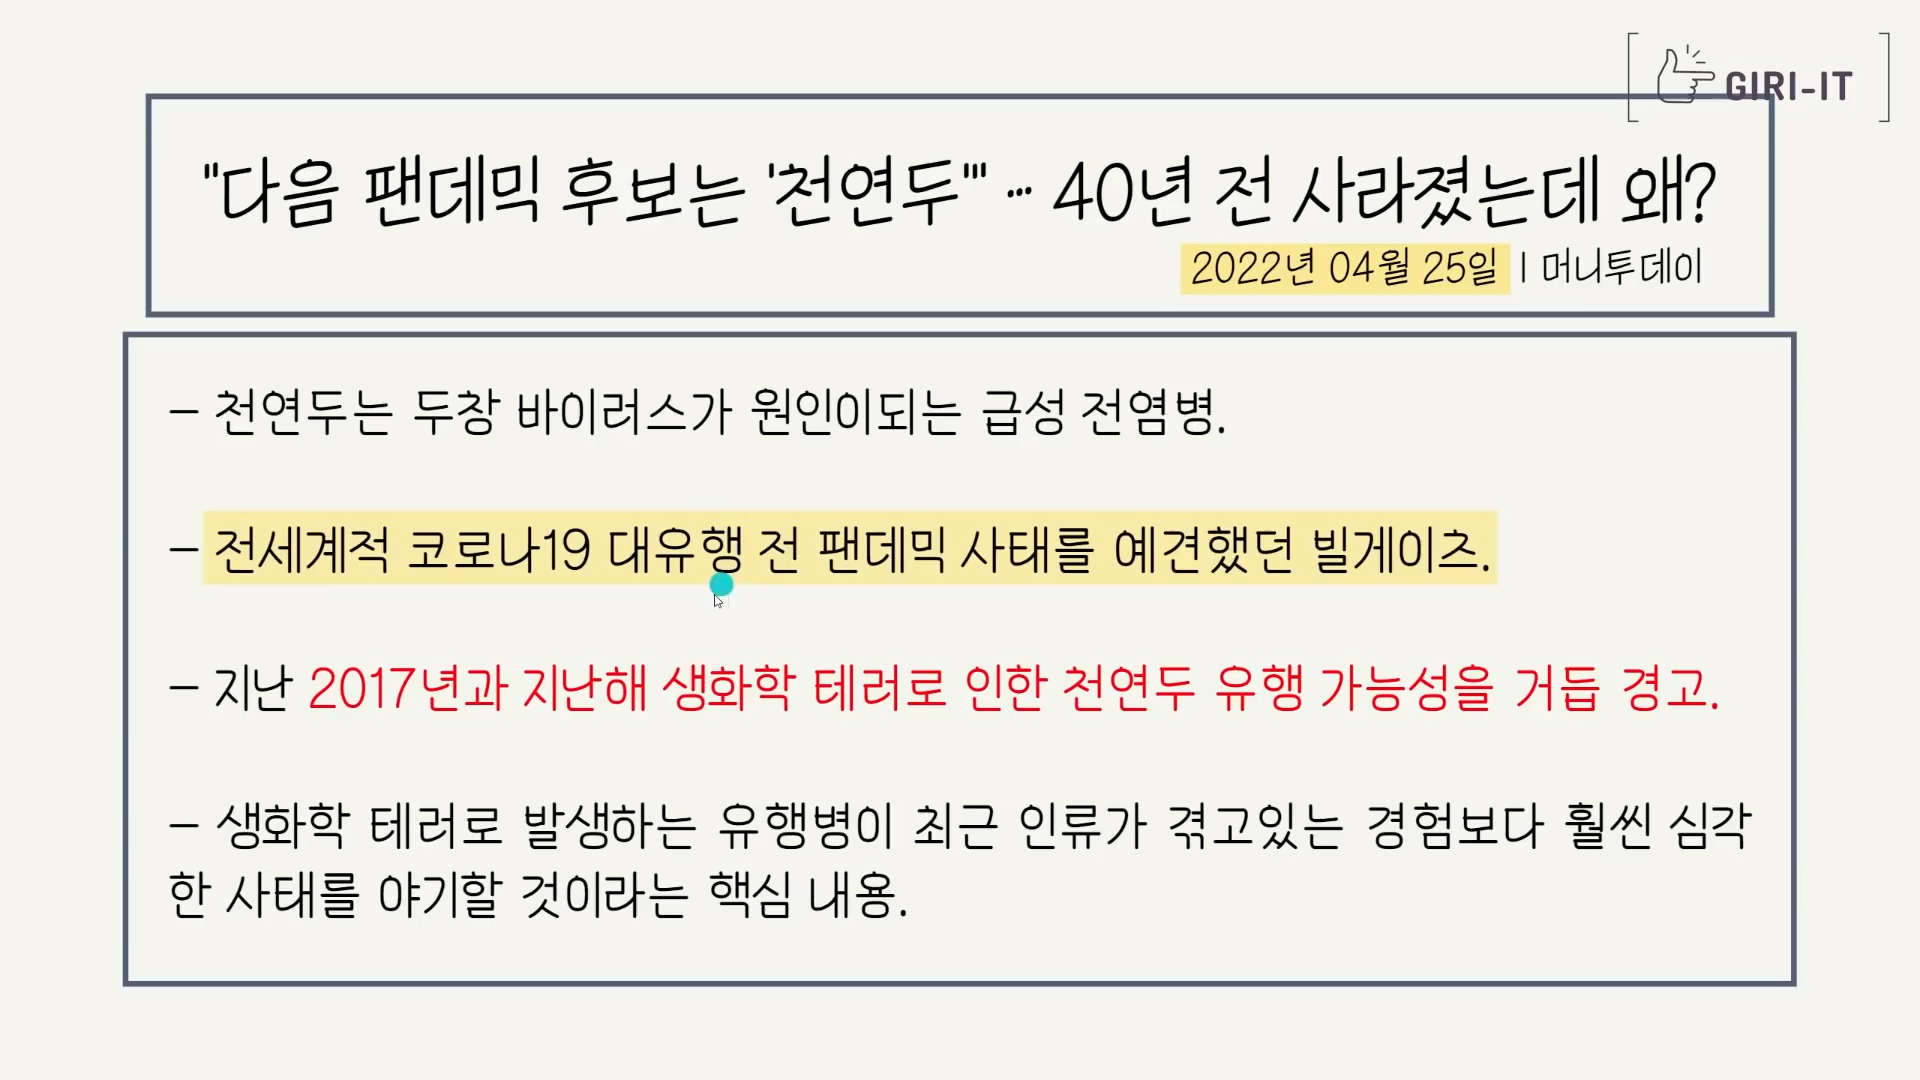 GIRI-IT
"다음 팬데믹 후보는 '천연두'" … 40년 전 사라졌는데 왜?
2022년 04월 25일 | 머니투데이
- 천연두는 두창 바이러스가 원인이되는 급성 전염병.
- 전세계적 코로나19 대유행 전 팬데믹 사태를 예견했던 빌게이츠.
- 지난 2017년과 지난해 생화학 테러로 인한 천연두 유행 가능성을 거듭 경고.
- 생화학 테러로 발생하는 유행병이 최근 인류가 겪고있는 경험보다 훨씬 심각
한 사태를 야기할 것이라는 핵심 내용.